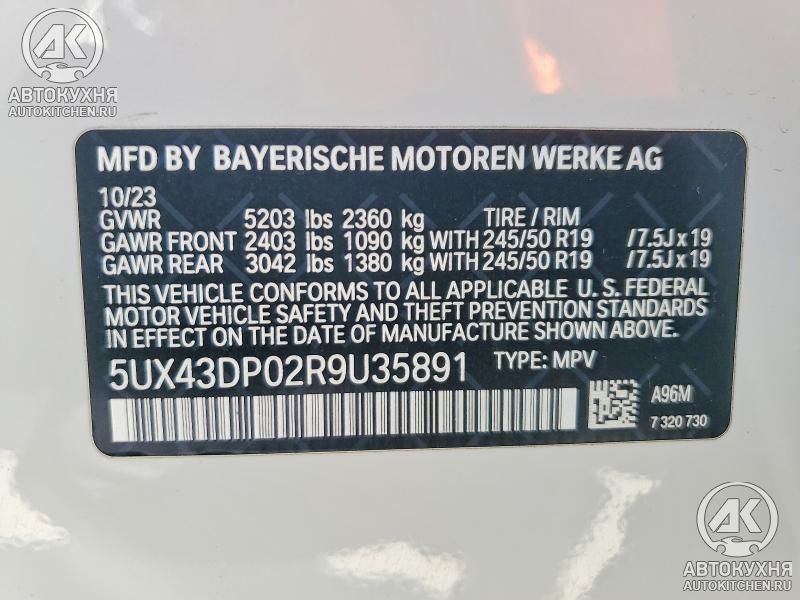 AK
АВТОКУХНЯ
AUTOKITCHEN.RU
MFD BY BAYERISCHE MOTOREN WERKE AG
10/23
GVWR 5203 lbs 2360 kg TIRE / RIM
GAWR FRONT 2403 lbs 1090 kg WITH 245/50 R19 /7.5J x 19
GAWR REAR 3042 lbs 1380 kg WITH 245/50 R19 /7.5J x 19
THIS VEHICLE CONFORMS TO ALL APPLICABLE U. S. FEDERAL
MOTOR VEHICLE SAFETY AND THEFT PREVENTION STANDARDS
IN EFFECT ON THE DATE OF MANUFACTURE SHOWN ABOVE.
5UX43DP02R9U35891 TYPE: MPV
A96M
7 320 730
AK
АВТОКУХНЯ
AUTOKITCHEN.RU